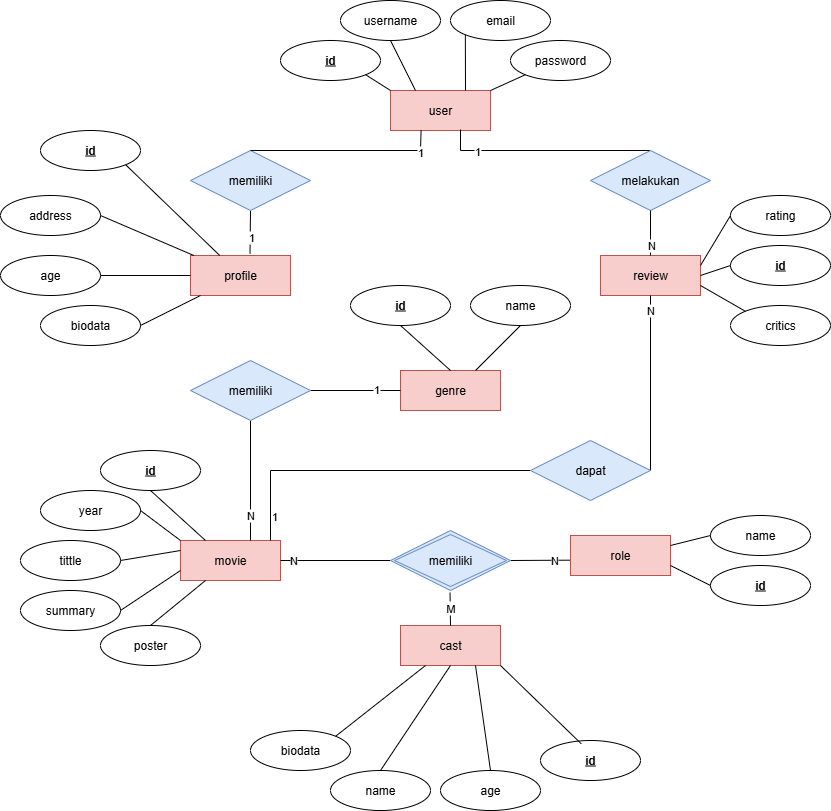 username
email
id
password
user
1
1
id
memiliki
melakukan
address
rating
1
N
age
profile
review
id
biodata
id
name
N
critics
memiliki
1
genre
id
dapat
year
N
1
name
tittle
movie
N
memiliki
N
role
id
summary
M
poster
cast
biodata
id
name
age